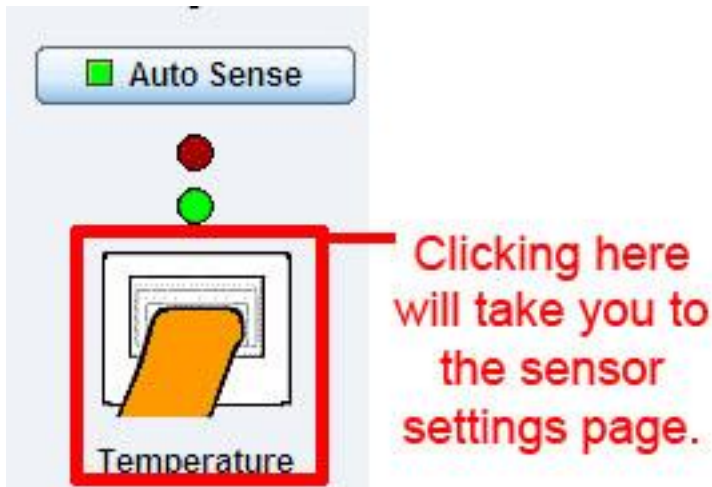 Auto Sense
Clicking here
will take you to
the sensor
settings page.
Temperature